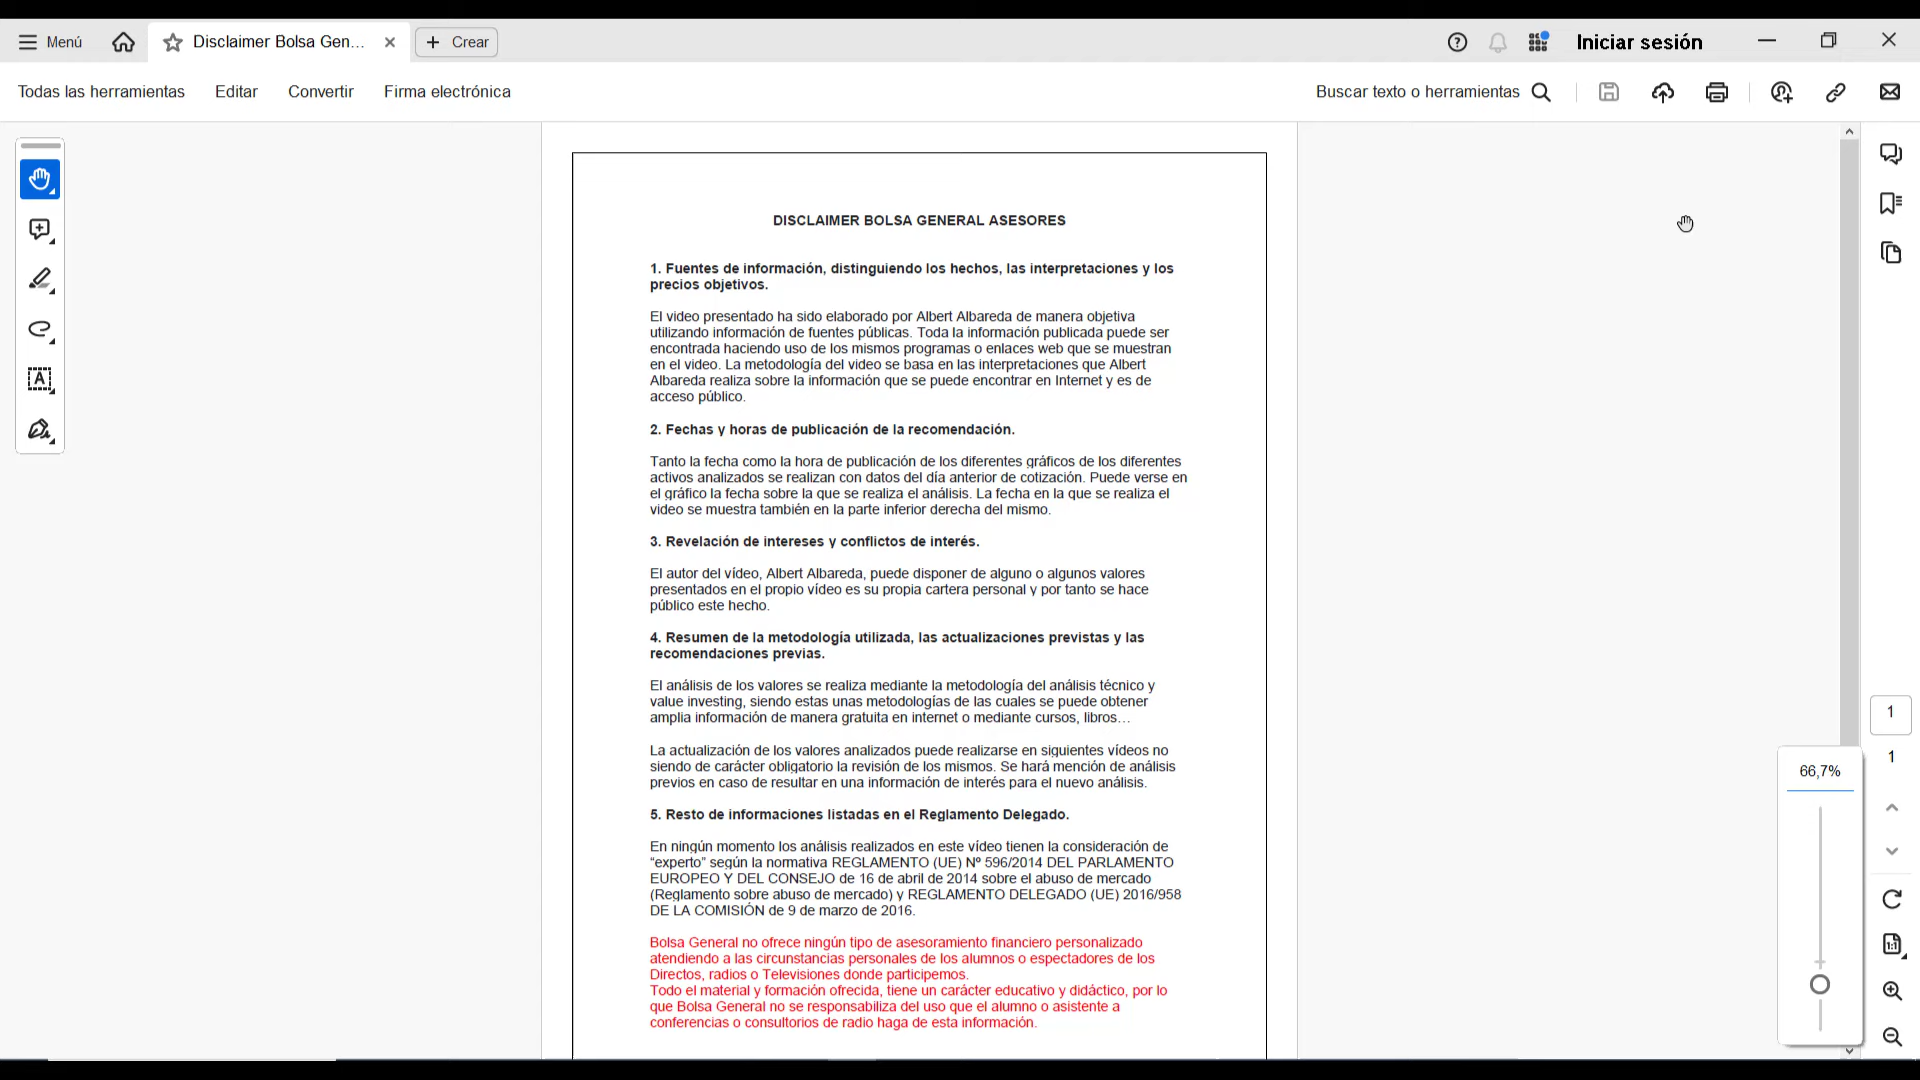 Menú
Disclaimer Bolsa Gen...
Crear
Iniciar sesión
Todas las herramientas
Editar
Convertir
Firma electrónica
Buscar texto o herramientas
DISCLAIMER BOLSA GENERAL ASESORES
1. Fuentes de información, distinguiendo los hechos, las interpretaciones y los
precios objetivos.
El video presentado ha sido elaborado por Albert Albareda de manera objetiva
utilizando información de fuentes públicas. Toda la información publicada puede ser
encontrada haciendo uso de los mismos programas o enlaces web que se muestran
en el video. La metodología del video se basa en las interpretaciones que Albert
Albareda realiza sobre la información que se puede encontrar en Internet y es de
acceso público.
2. Fechas y horas de publicación de la recomendación.
Tanto la fecha como la hora de publicación de los diferentes gráficos de los diferentes
activos analizados se realizan con datos del día anterior de cotización. Puede verse en
el gráfico la fecha sobre la que se realiza el análisis. La fecha en la que se realiza el
video se muestra también en la parte inferior derecha del mismo.
3. Revelación de intereses y conflictos de interés.
El autor del vídeo, Albert Albareda, puede disponer de alguno o algunos valores
presentados en el propio vídeo es su propia cartera personal y por tanto se hace
público este hecho.
4. Resumen de la metodología utilizada, las actualizaciones previstas y las
recomendaciones previas.
El análisis de los valores se realiza mediante la metodología del análisis técnico y
value investing, siendo estas unas metodologías de las cuales se puede obtener
amplia información de manera gratuita en internet o mediante cursos, libros…
La actualización de los valores analizados puede realizarse en siguientes vídeos no
siendo de carácter obligatorio la revisión de los mismos. Se hará mención de análisis
previos en caso de resultar en una información de interés para el nuevo análisis.
5. Resto de informaciones listadas en el Reglamento Delegado.
En ningún momento los análisis realizados en este vídeo tienen la consideración de
“experto” según la normativa REGLAMENTO (UE) Nº 596/2014 DEL PARLAMENTO
EUROPEO Y DEL CONSEJO de 16 de abril de 2014 sobre el abuso de mercado
(Reglamento sobre abuso de mercado) y REGLAMENTO DELEGADO (UE) 2016/958
DE LA COMISIÓN de 9 de marzo de 2016.
Bolsa General no ofrece ningún tipo de asesoramiento financiero personalizado
atendiendo a las circunstancias personales de los alumnos o espectadores de los
Directos, radios o Televisiones donde participemos.
Todo el material y formación ofrecida, tiene un carácter educativo y didáctico, por lo
que Bolsa General no se responsabiliza del uso que el alumno o asistente a
conferencias o consultorios de radio haga de esta información.
1
1
66,7%